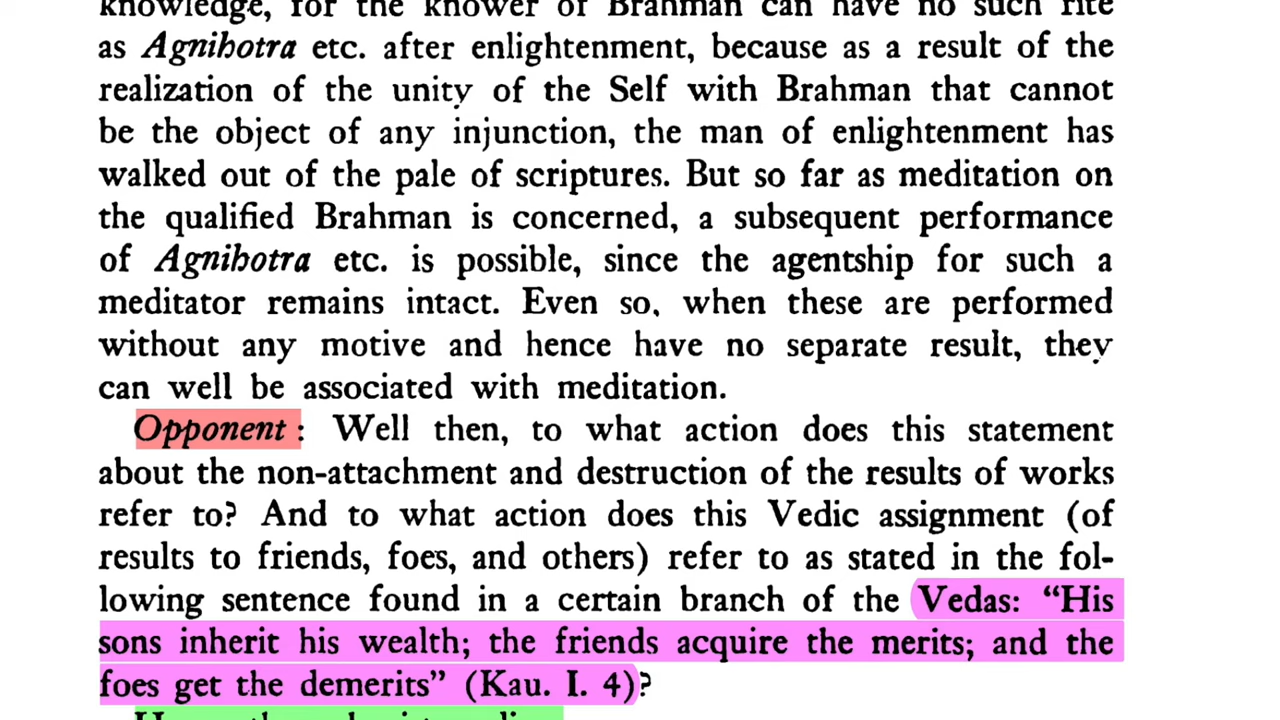 knowledge, for the knower of Brahman can have no such rite
as Agnihotra etc. after enlightenment, because as a result of the
realization of the unity of the Self with Brahman that cannot
be the object of any injunction, the man of enlightenment has
walked out of the pale of scriptures. But so far as meditation on
the qualified Brahman is concerned, a subsequent performance
of Agnihotra etc. is possible, since the agentship for such a
meditator remains intact. Even so, when these are performed
without any motive and hence have no separate result, they
can well be associated with meditation.
Opponent: Well then, to what action does this statement
about the non-attachment and destruction of the results of works
refer to? And to what action does this Vedic assignment (of
results to friends, foes, and others) refer to as stated in the fol-
lowing sentence found in a certain branch of the Vedas: “His
sons inherit his wealth; the friends acquire the merits; and the
foes get the demerits” (Kau. I. 4)?